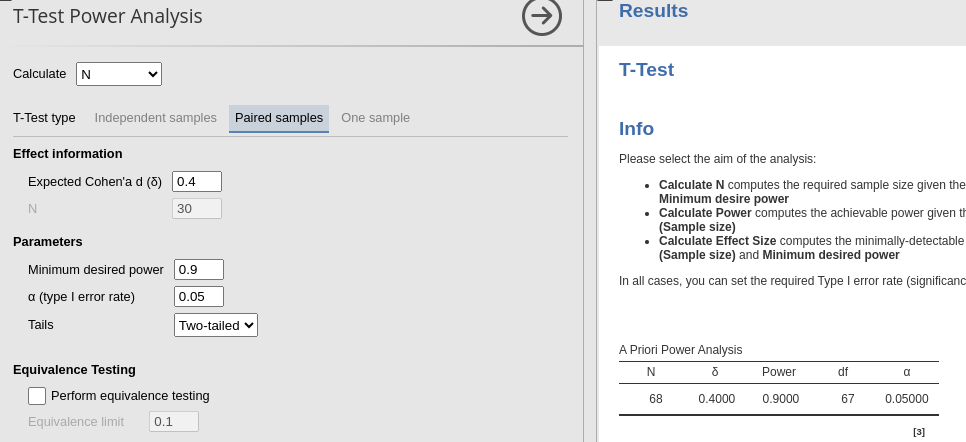 T-Test Power Analysis
Calculate N
T-Test type Independent samples Paired samples One sample
Effect information
Expected Cohen'a d (δ) 0.4
N 30
Parameters
Minimum desired power 0.9
α (type I error rate) 0.05
Tails Two-tailed
Equivalence Testing
Perform equivalence testing
Equivalence limit 0.1
Results
T-Test
Info
Please select the aim of the analysis:
• Calculate N computes the required sample size given the
Minimum desire power
• Calculate Power computes the achievable power given th
(Sample size)
• Calculate Effect Size computes the minimally-detectable
(Sample size) and Minimum desired power
In all cases, you can set the required Type I error rate (significanc
A Priori Power Analysis
N δ Power df α
68 0.4000 0.9000 67 0.05000
[3]